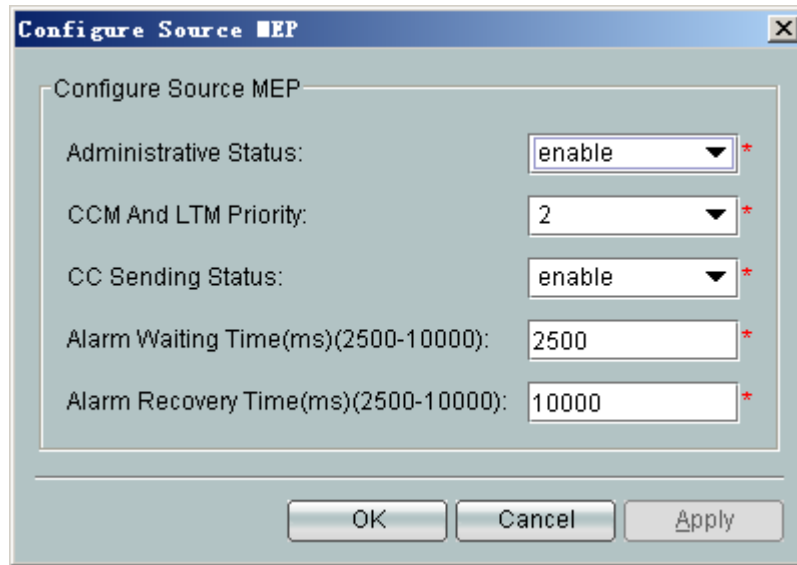 Configure Source MEP
Configure Source MEP
Administrative Status: enable *
CCM And LTM Priority: 2 *
CC Sending Status: enable *
Alarm Waiting Time(ms)(2500-10000): 2500 *
Alarm Recovery Time(ms)(2500-10000): 10000 *
OK Cancel Apply